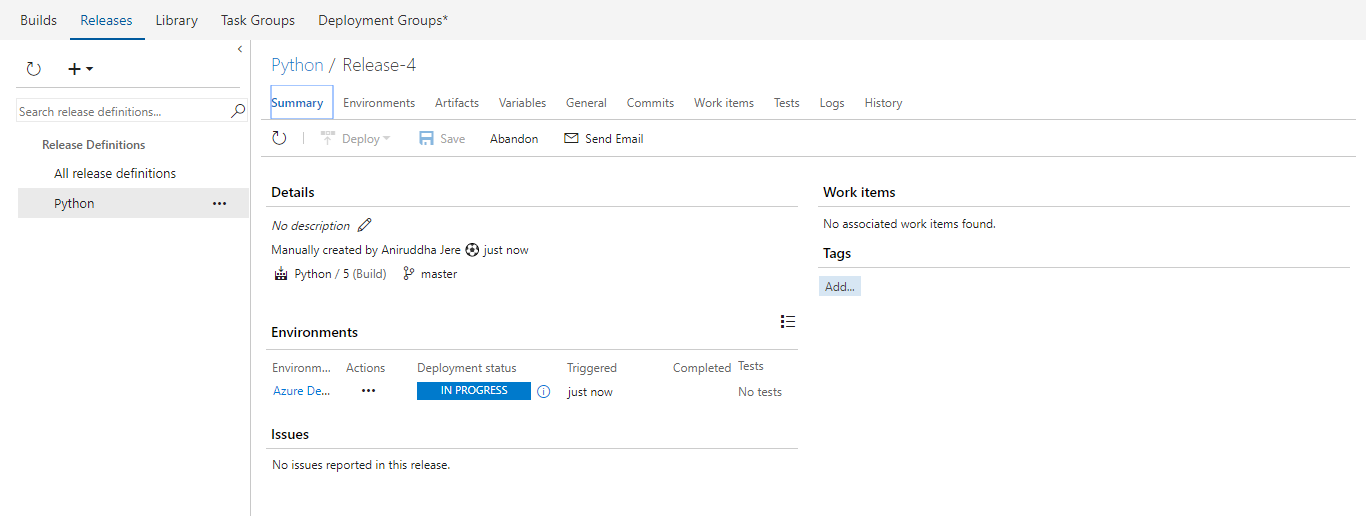 Builds Releases Library Task Groups Deployment Groups*
Search release definitions...
Release Definitions
All release definitions
Python ...
Python / Release-4
Summary Environments Artifacts Variables General Commits Work items Tests Logs History
Deploy Save Abandon Send Email
Details
No description
Manually created by Aniruddha Jere just now
Python / 5 (Build) master
Environments
Environm... Actions Deployment status Triggered Completed Tests
Azure De... ... IN PROGRESS just now No tests
Issues
No issues reported in this release.
Work items
No associated work items found.
Tags
Add...